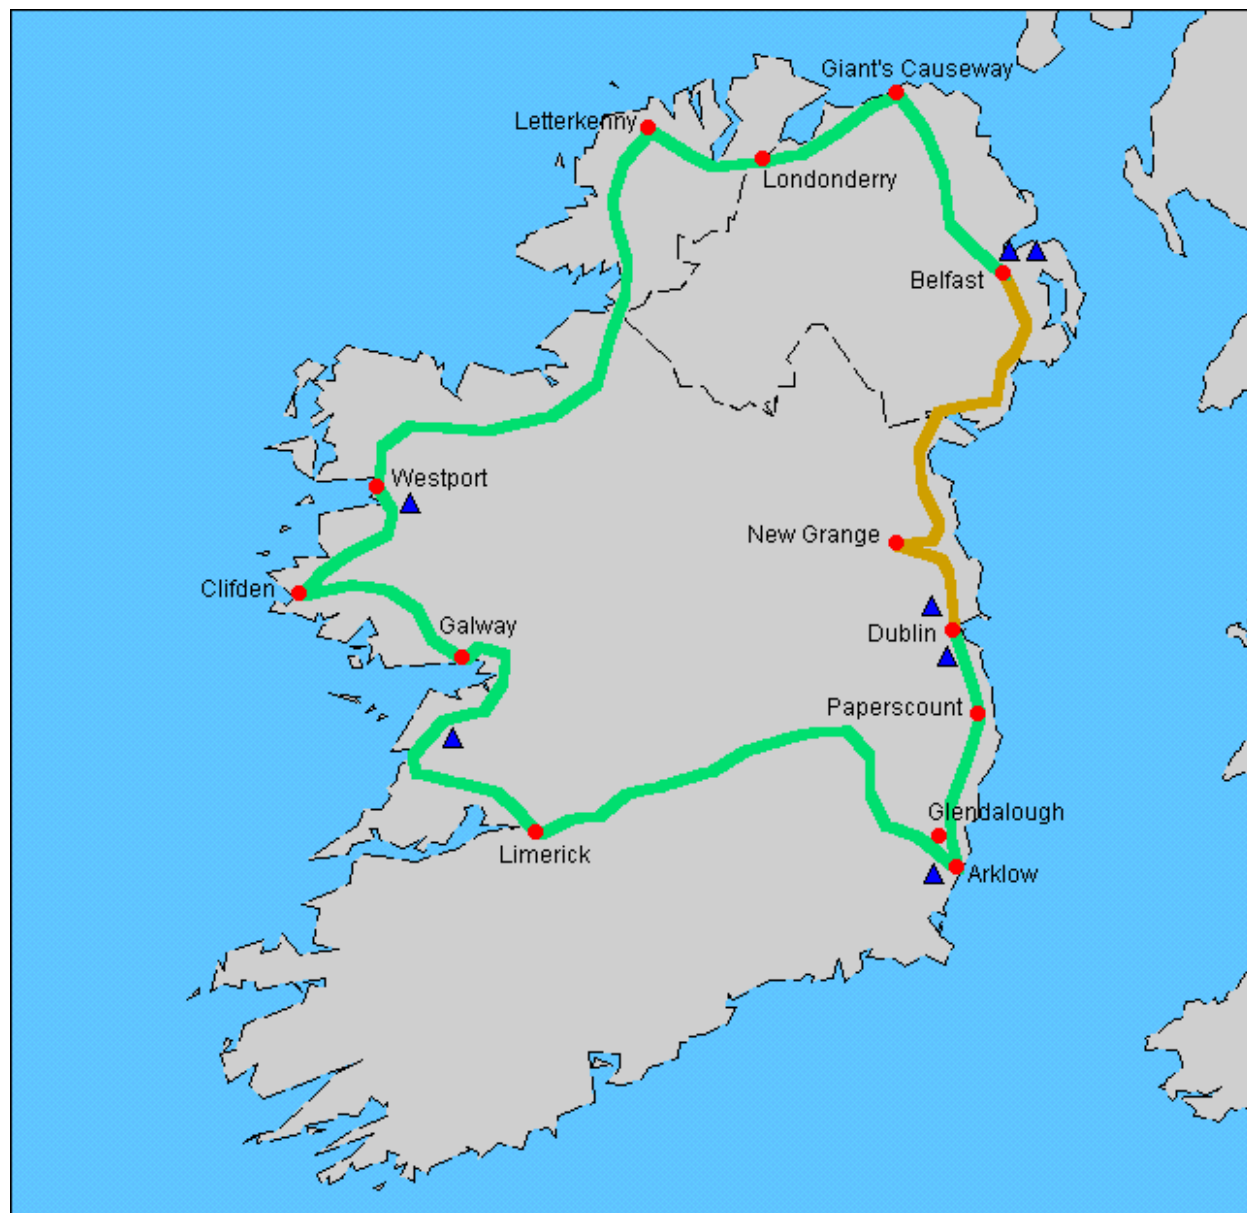 Giant's Causeway
Letterkenny
Londonderry
Belfast
Westport
New Grange
Clifden
Galway
Dublin
Paperscount
Glendalough
Limerick
Arklow